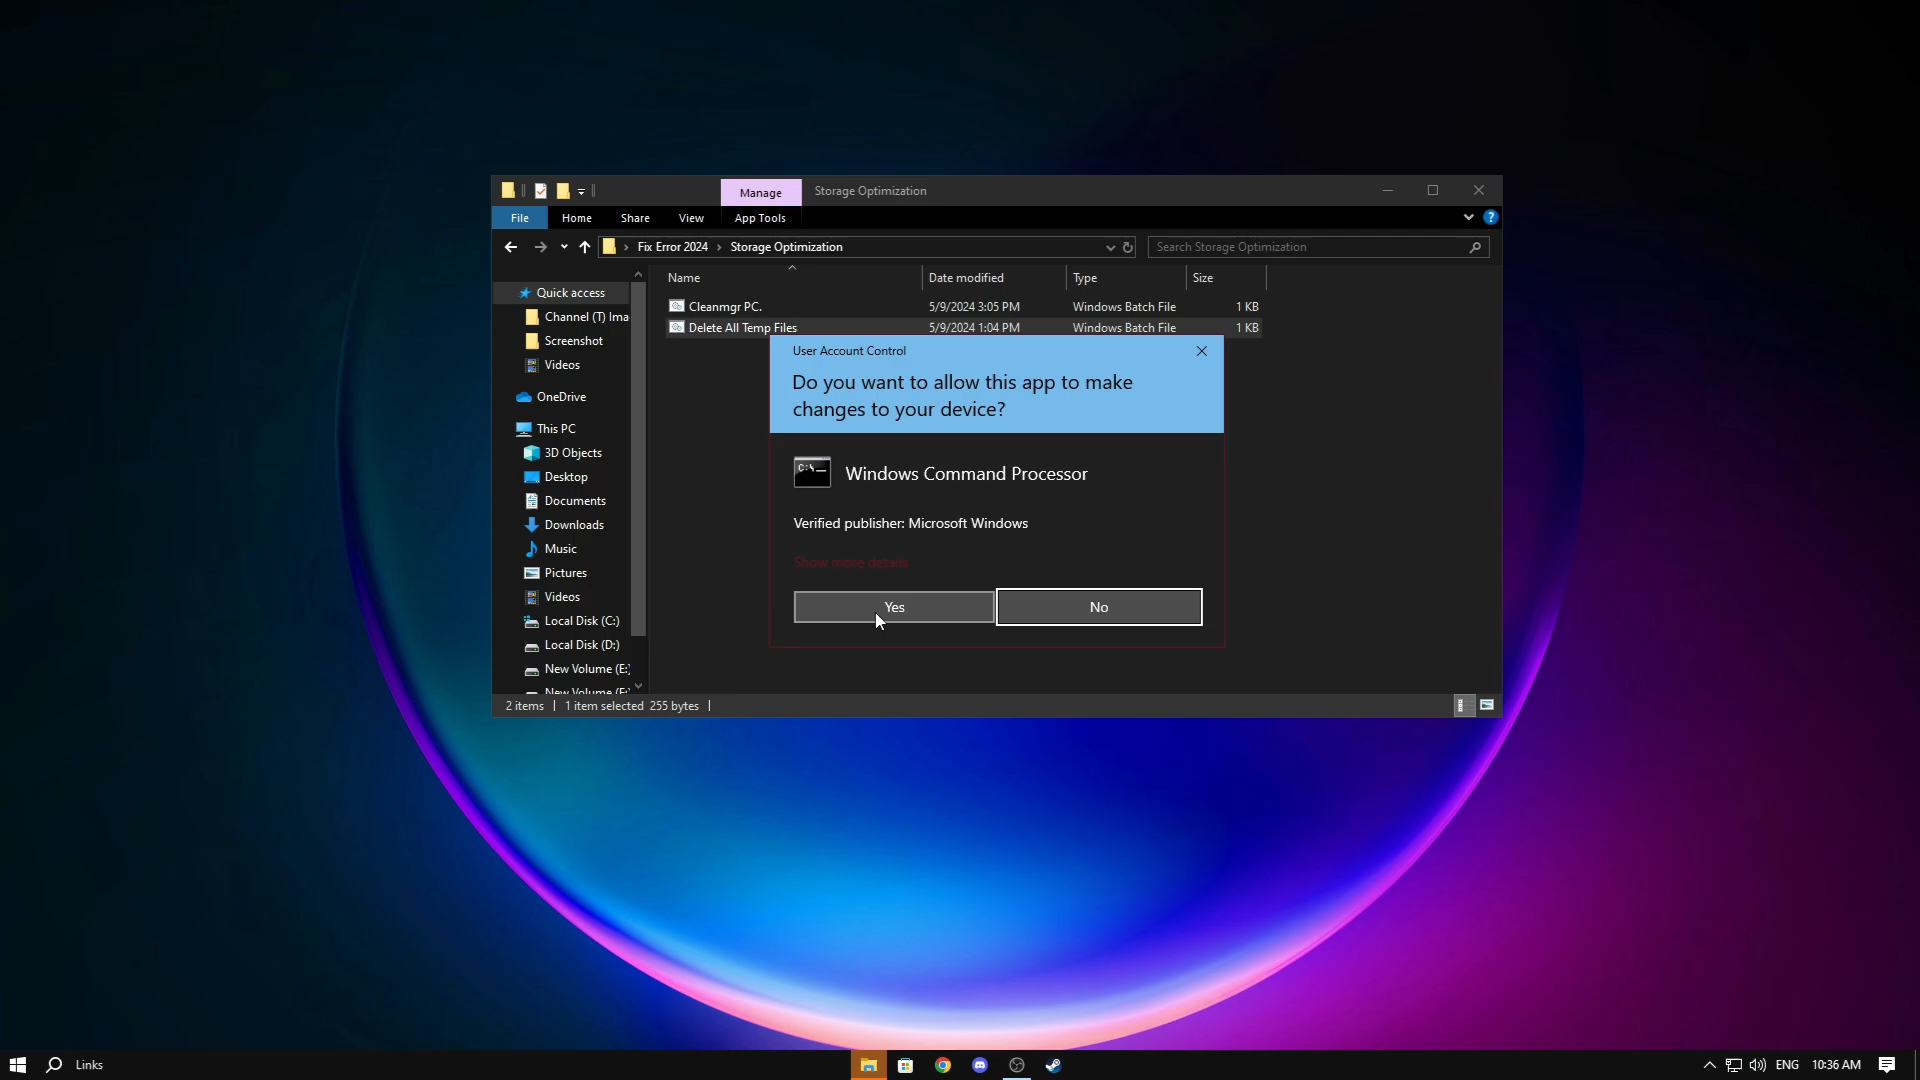 Manage
Storage Optimization
File
Home
Share
View
App Tools
Fix Error 2024
Storage Optimization
Search Storage Optimization
Name
Date modified
Type
Size
Cleanmgr PC.
5/9/2024 3:05 PM
Windows Batch File
1 KB
Delete All Temp Files
5/9/2024 1:04 PM
Windows Batch File
1 KB
Quick access
Channel (T) Ima
Screenshot
Videos
OneDrive
This PC
3D Objects
Desktop
Documents
Downloads
Music
Pictures
Videos
Local Disk (C:)
Local Disk (D:)
New Volume (E:)
New Volume (F:)
User Account Control
Do you want to allow this app to make
changes to your device?
C:\
Windows Command Processor
Verified publisher: Microsoft Windows
Show more details
Yes
No
2 items
1 item selected 255 bytes
Links
ENG
10:36 AM